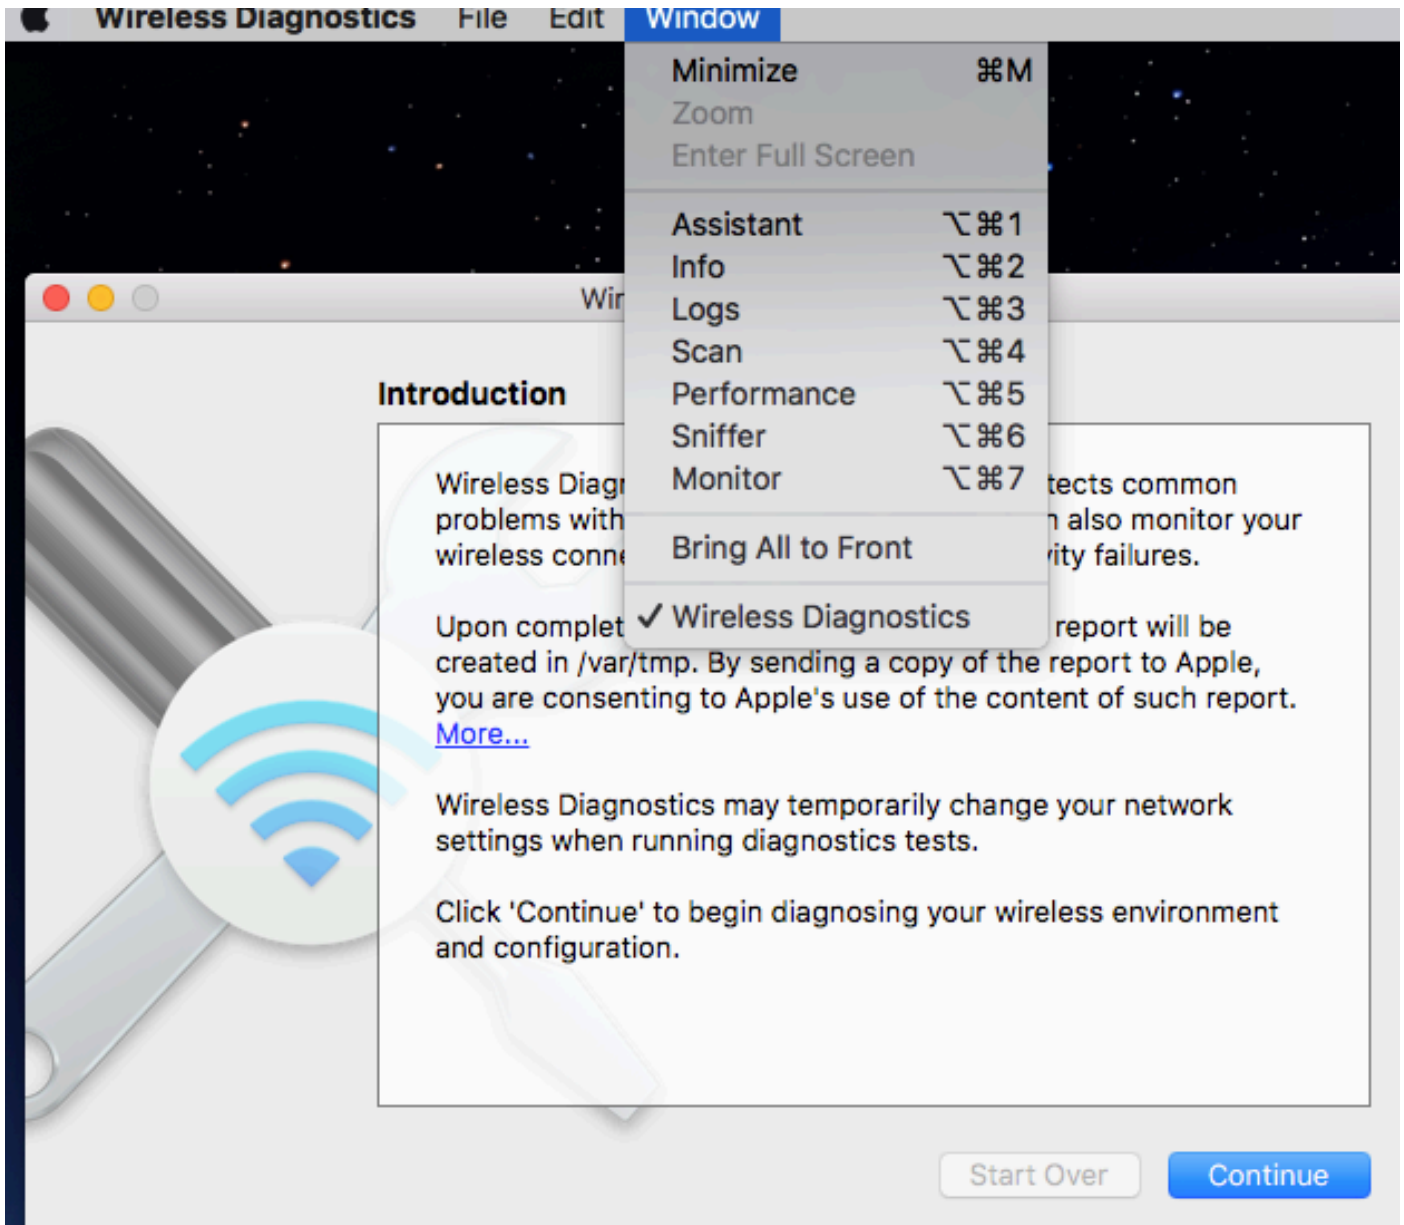 Wireless Diagnostics File Edit Window
Minimize ⌘M
Zoom
Enter Full Screen
Assistant ⌥⌘1
Info ⌥⌘2
Logs ⌥⌘3
Scan ⌥⌘4
Performance ⌥⌘5
Sniffer ⌥⌘6
Monitor ⌥⌘7
Bring All to Front
✓ Wireless Diagnostics
Introduction
Wireless common
problems with also monitor your
wireless failures.
Upon report will be
created in /var/tmp. By sending a copy of the report to Apple,
you are consenting to Apple's use of the content of such report.
More...
Wireless Diagnostics may temporarily change your network
settings when running diagnostics tests.
Click 'Continue' to begin diagnosing your wireless environment
and configuration.
Start Over Continue